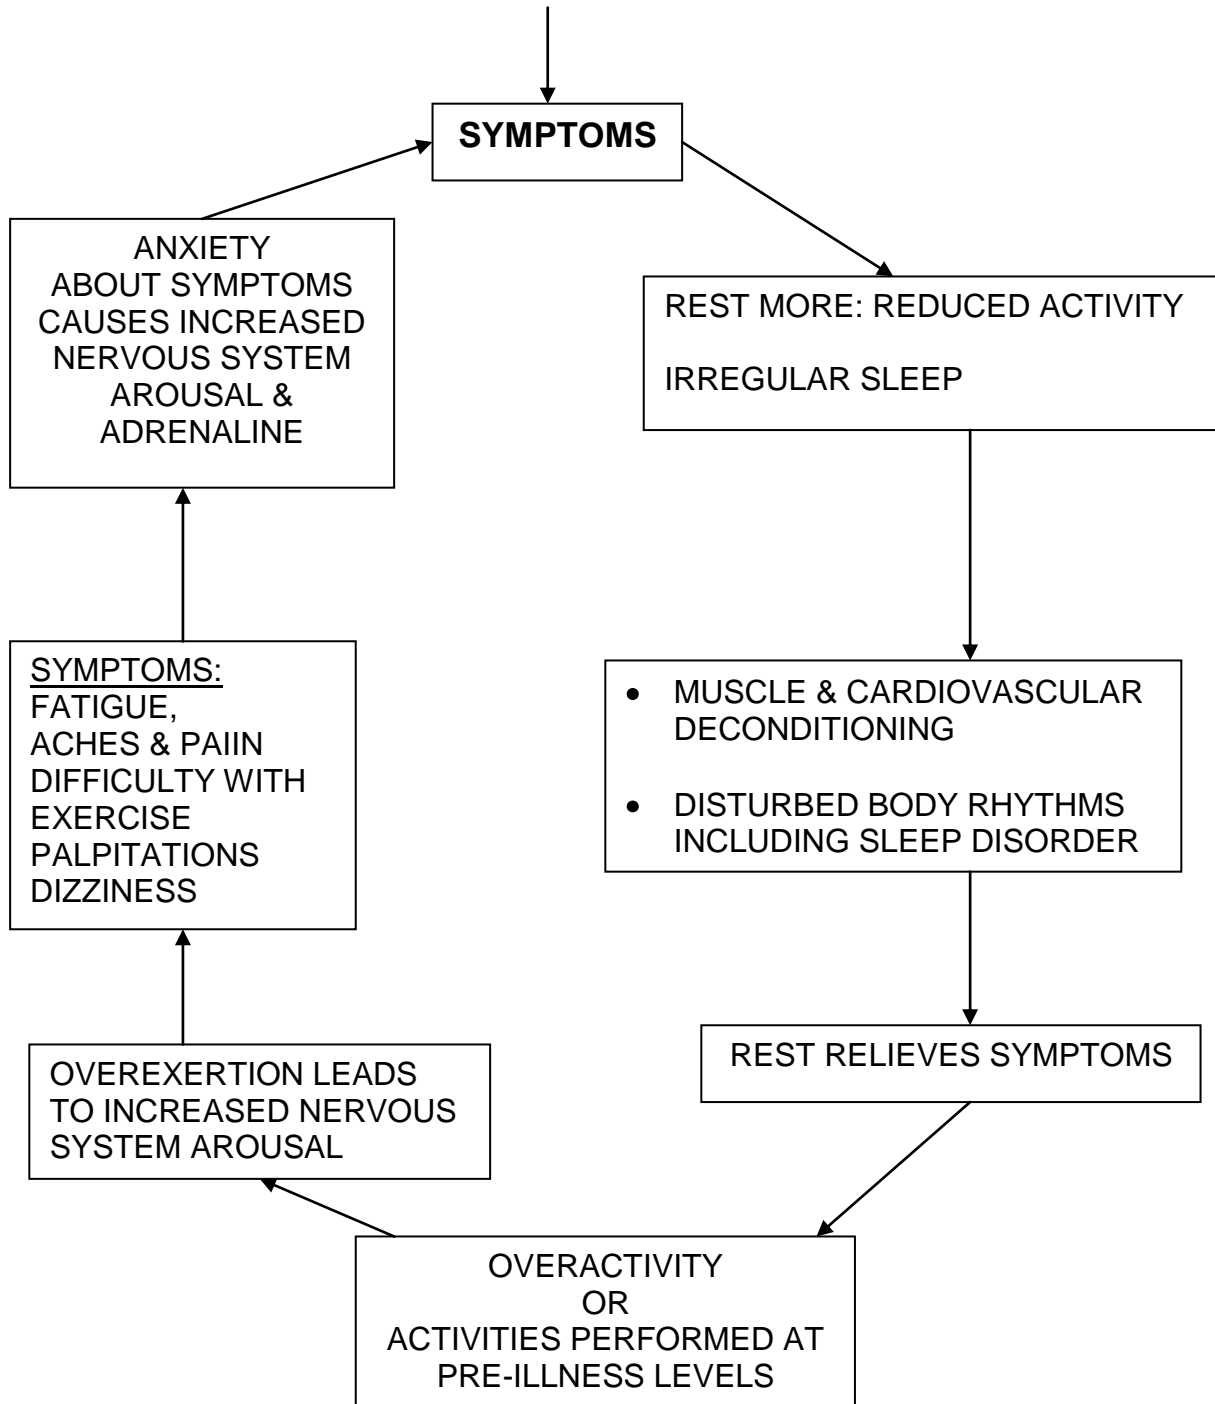 SYMPTOMS
REST MORE: REDUCED ACTIVITY
IRREGULAR SLEEP
• MUSCLE & CARDIOVASCULAR
DECONDITIONING
• DISTURBED BODY RHYTHMS
INCLUDING SLEEP DISORDER
REST RELIEVES SYMPTOMS
OVERACTIVITY
OR
ACTIVITIES PERFORMED AT
PRE-ILLNESS LEVELS
OVEREXERTION LEADS
TO INCREASED NERVOUS
SYSTEM AROUSAL
SYMPTOMS:
FATIGUE,
ACHES & PAIIN
DIFFICULTY WITH
EXERCISE
PALPITATIONS
DIZZINESS
ANXIETY
ABOUT SYMPTOMS
CAUSES INCREASED
NERVOUS SYSTEM
AROUSAL &
ADRENALINE